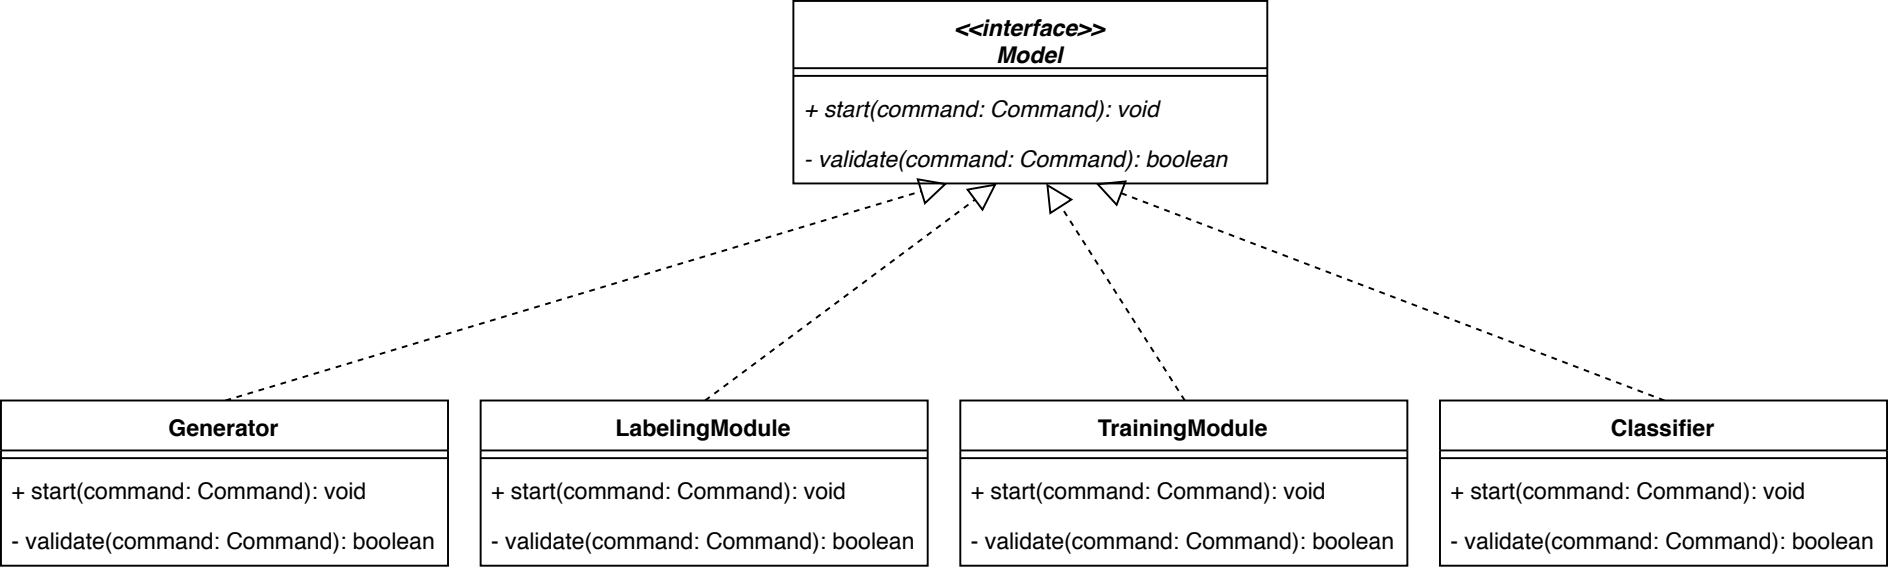 <<interface>>
Model
+ start(command: Command): void
- validate(command: Command): boolean
Generator
+ start(command: Command): void
- validate(command: Command): boolean
LabelingModule
+ start(command: Command): void
- validate(command: Command): boolean
TrainingModule
+ start(command: Command): void
- validate(command: Command): boolean
Classifier
+ start(command: Command): void
- validate(command: Command): boolean